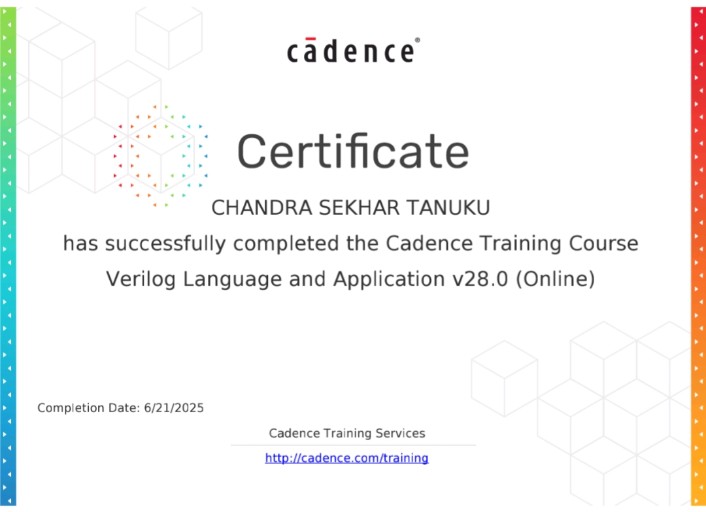 cādence®
Certificate
CHANDRA SEKHAR TANUKU
has successfully completed the Cadence Training Course
Verilog Language and Application v28.0 (Online)
Completion Date: 6/21/2025
Cadence Training Services
http://cadence.com/training